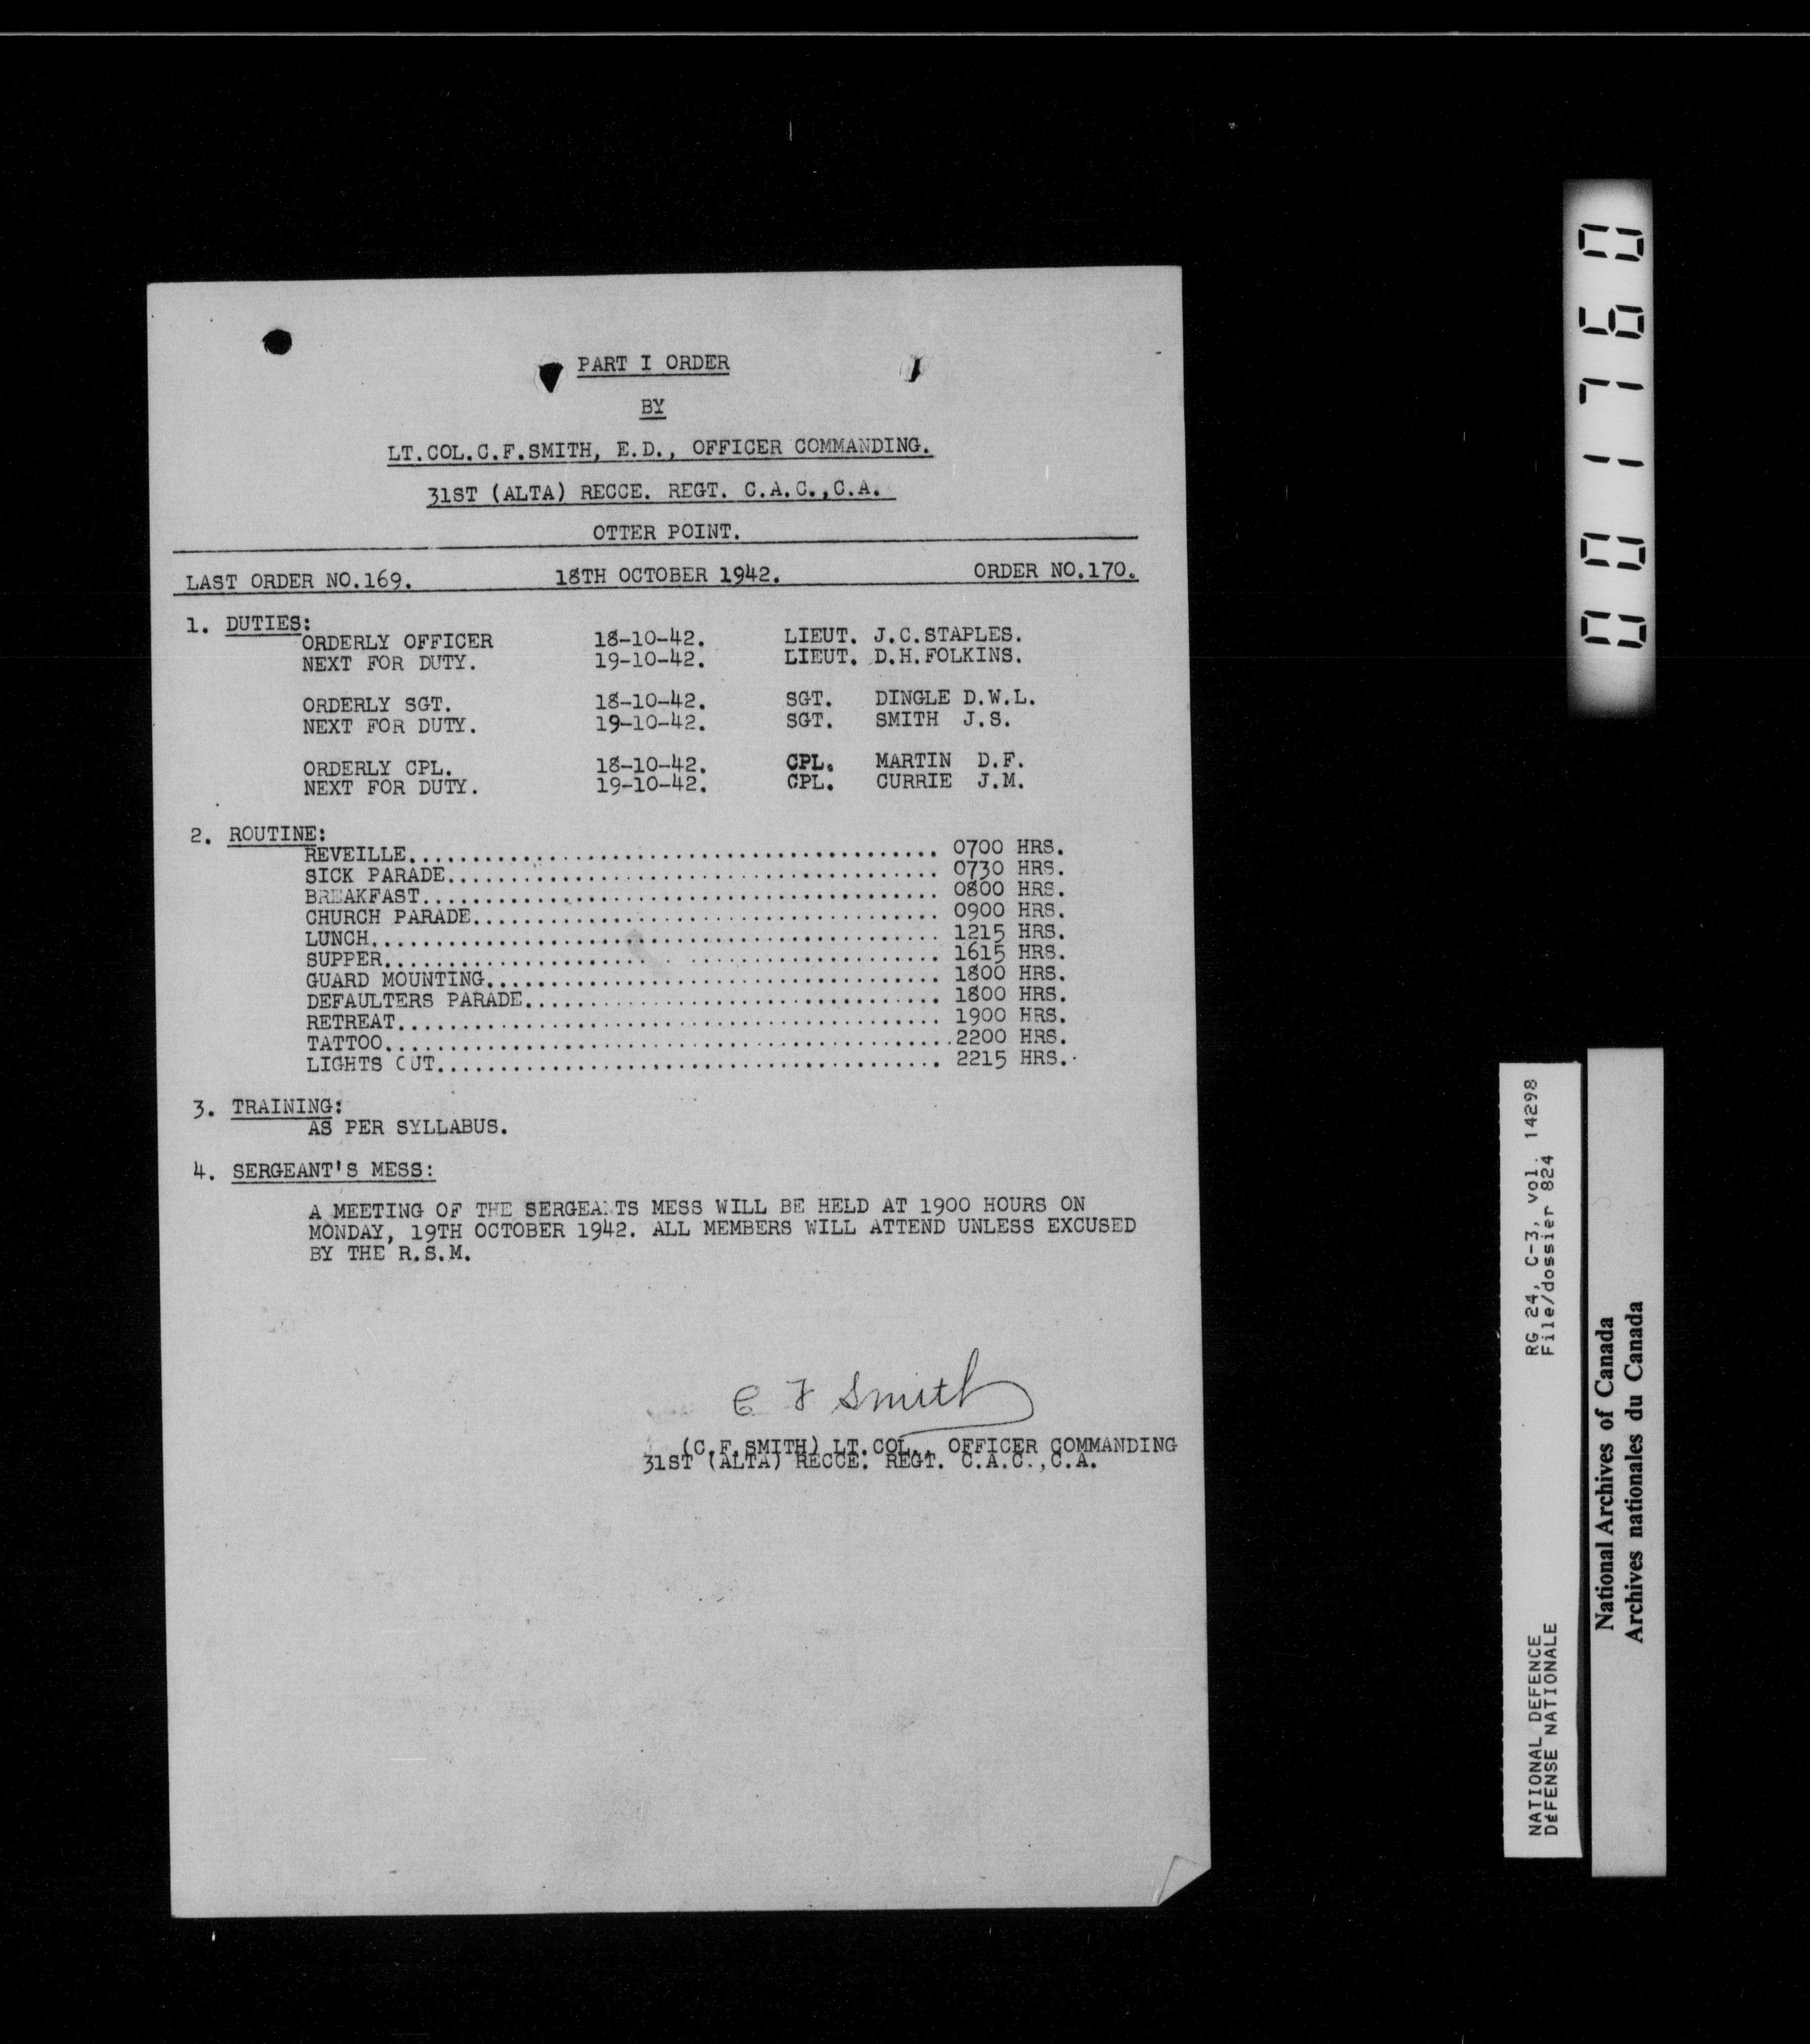 PART I ORDER
BY
LT.COL.C.F.SMITH, E.D., OFFICER COMMANDING.
31ST (ALTA) RECCE. REGT. C.A.C.,C.A.
OTTER POINT.
LAST ORDER NO.169. 18TH OCTOBER 1942. ORDER NO.170.
1. DUTIES:
ORDERLY OFFICER 18-10-42. LIEUT. J.C.STAPLES.
NEXT FOR DUTY. 19-10-42. LIEUT. D.H.FOLKINS.
ORDERLY SGT. 18-10-42. SGT. DINGLE D.W.L.
NEXT FOR DUTY. 19-10-42. SGT. SMITH J.S.
ORDERLY CPL. 18-10-42. CPL. MARTIN D.F.
NEXT FOR DUTY. 19-10-42. CPL. CURRIE J.M.
2. ROUTINE:
REVEILLE.......................................... 0700 HRS.
SICK PARADE....................................... 0730 HRS.
BREAKFAST......................................... 0800 HRS.
CHURCH PARADE..................................... 0900 HRS.
LUNCH............................................. 1215 HRS.
SUPPER............................................ 1615 HRS.
GUARD MOUNTING.................................... 1800 HRS.
DEFAULTERS PARADE................................. 1800 HRS.
RETREAT........................................... 1900 HRS.
TATTOO.............................................2200 HRS.
LIGHTS OUT........................................ 2215 HRS.
3. TRAINING:
AS PER SYLLABUS.
4. SERGEANT'S MESS:
A MEETING OF THE SERGEANTS MESS WILL BE HELD AT 1900 HOURS ON
MONDAY, 19TH OCTOBER 1942. ALL MEMBERS WILL ATTEND UNLESS EXCUSED
BY THE R.S.M.
C F Smith
(C.F.SMITH) LT.COL., OFFICER COMMANDING
31ST (ALTA) RECCE. REGT. C.A.C.,C.A.
001760
NATIONAL DEFENCE RG 24, C-3, vol. 14298
DéFENSE NATIONALE File/dossier 824
National Archives of Canada
Archives nationales du Canada